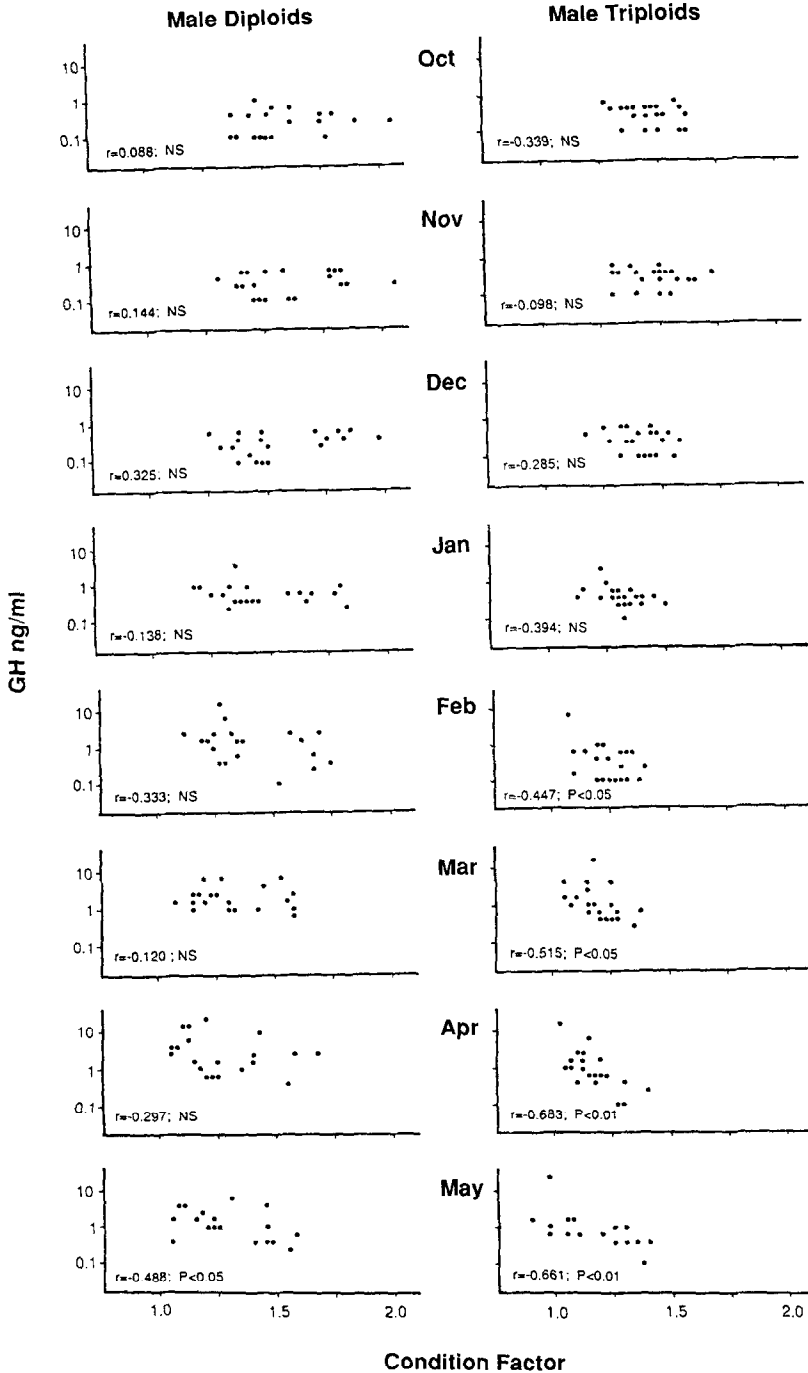 Male Diploids
Male Triploids
Oct
10
1
0.1
r=0.088; NS
r=-0.339; NS
Nov
10
1
0.1
r=0.144; NS
r=-0.098; NS
Dec
10
1
0.1
r=0.325; NS
r=-0.285; NS
Jan
10
1
0.1
r=-0.138; NS
r=-0.394; NS
GH ng/ml
Feb
10
1
0.1
r=-0.333; NS
r=-0.447; P<0.05
Mar
10
1
0.1
r=-0.120 ; NS
r=-0.515; P<0.05
Apr
10
1
0.1
r=-0.297; NS
r=-0.683; P<0.01
May
10
1
0.1
r=-0.488; P<0.05
r=-0.661; P<0.01
1.0 1.5 2.0
1.0 1.5 2.0
Condition Factor